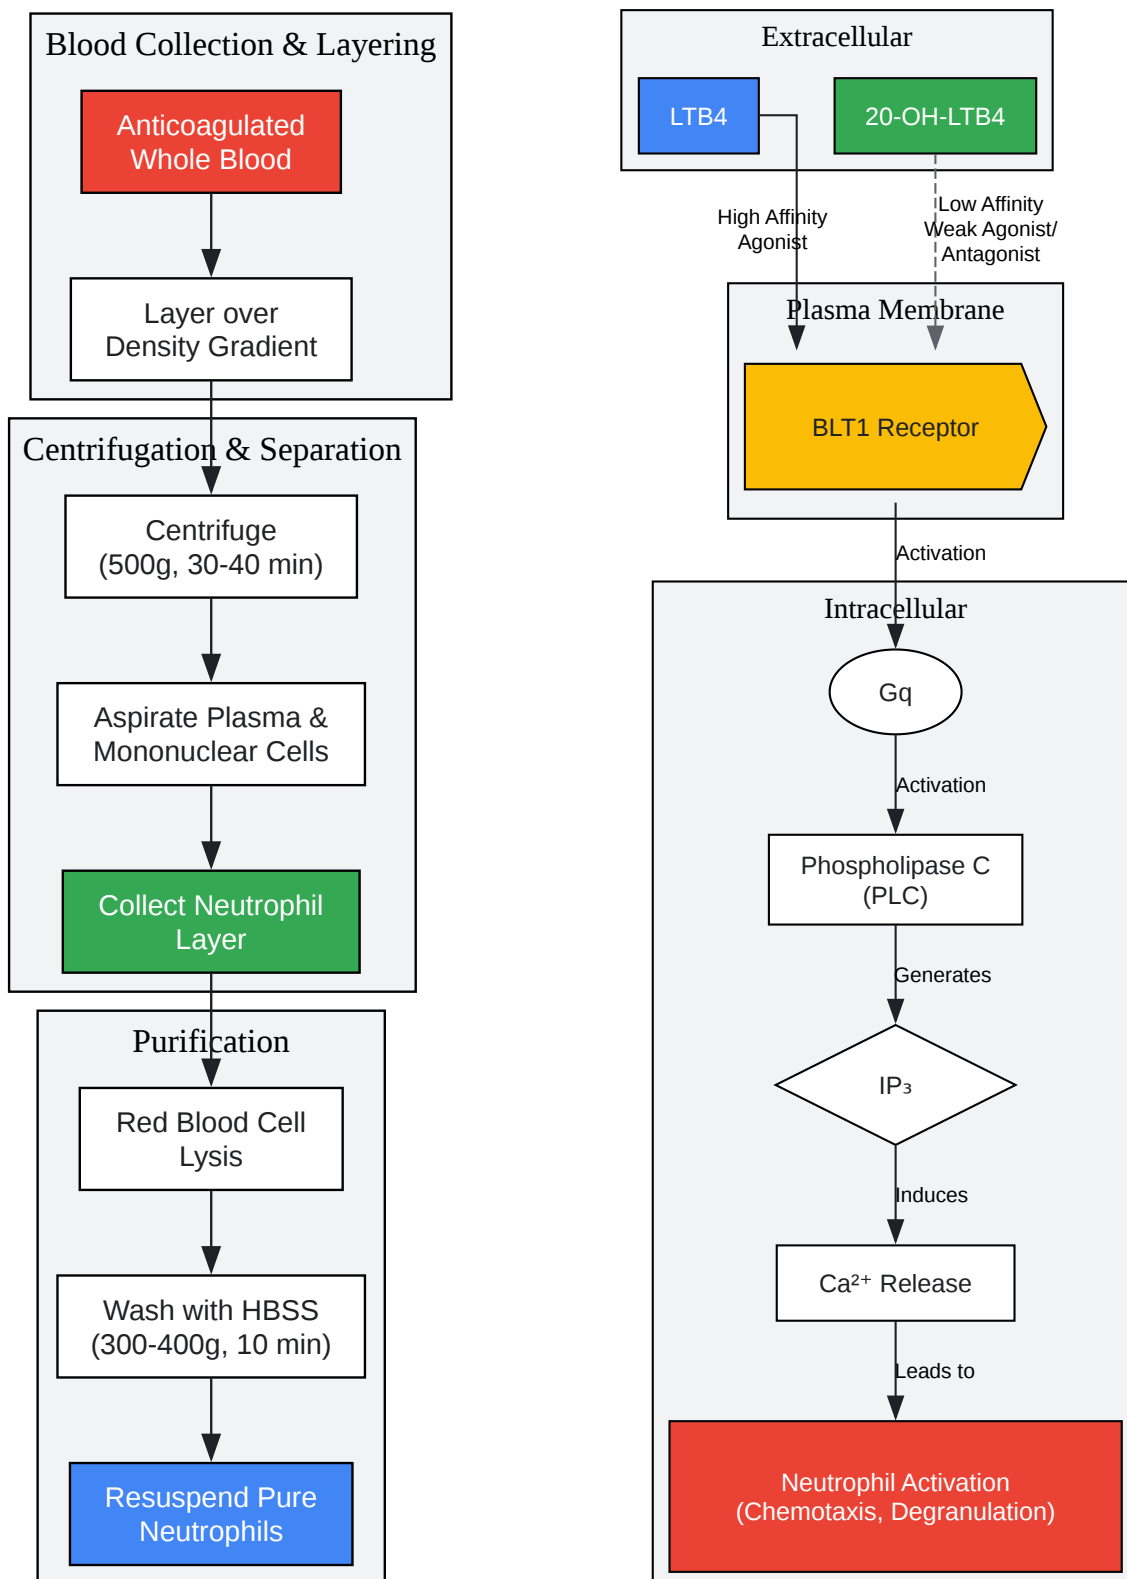 Blood Collection & Layering
Anticoagulated
Whole Blood
Layer over
Density Gradient
Centrifugation & Separation
Centrifuge
(500g, 30-40 min)
Aspirate Plasma &
Mononuclear Cells
Collect Neutrophil
Layer
Purification
Red Blood Cell
Lysis
Wash with HBSS
(300-400g, 10 min)
Resuspend Pure
Neutrophils
Extracellular
LTB4
20-OH-LTB4
High Affinity
Agonist
Low Affinity
Weak Agonist/
Antagonist
Plasma Membrane
BLT1 Receptor
Activation
Intracellular
Gq
Activation
Phospholipase C
(PLC)
Generates
IP₃
Induces
Ca²⁺ Release
Leads to
Neutrophil Activation
(Chemotaxis, Degranulation)